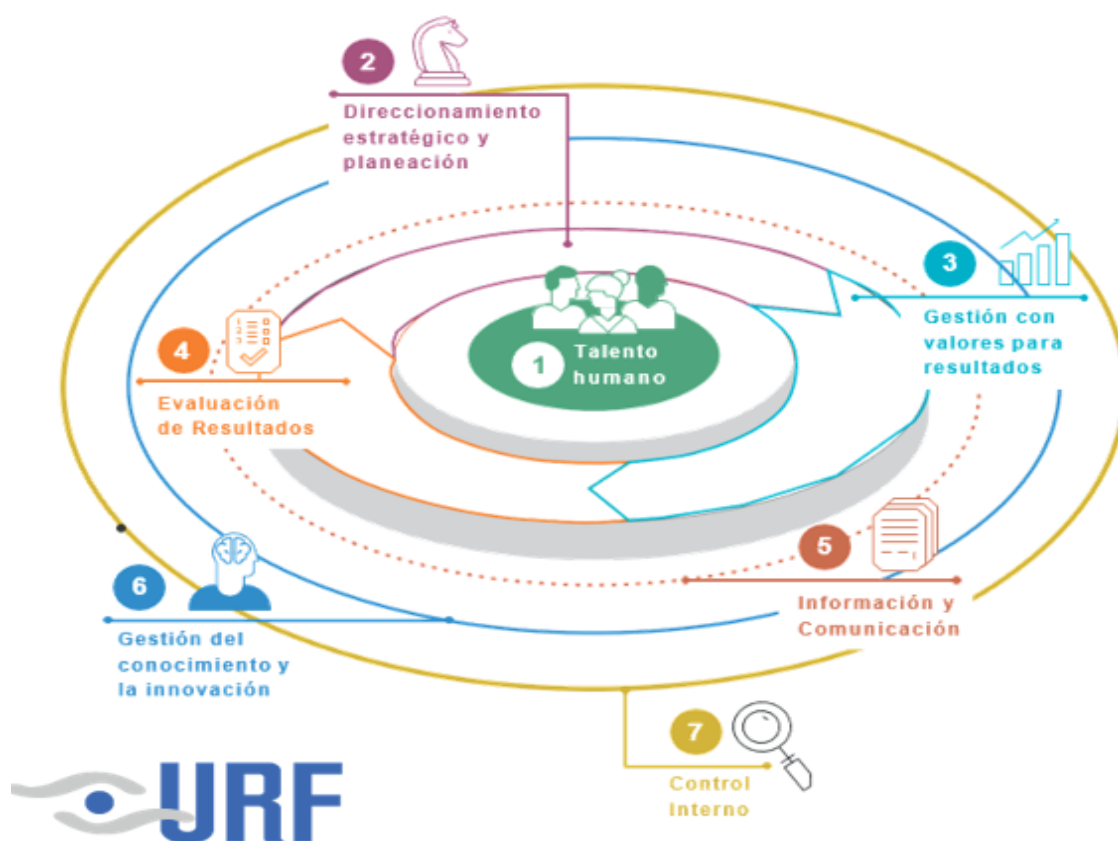 2
Direccionamiento
estratégico y
planeación
3
Gestión con
valores para
resultados
1
Talento
humano
4
Evaluación
de Resultados
5
Información y
Comunicación
6
Gestión del
conocimiento y
la innovación
7
Control
Interno
URF